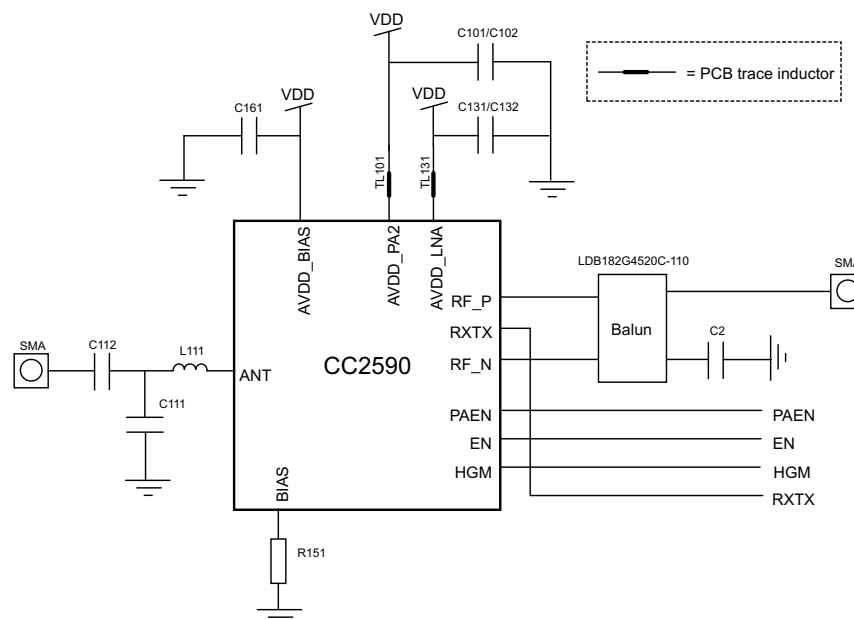 VDD
C101/C102
= PCB trace inductor
VDD
VDD
C161
C131/C132
TL101
TL131
AVDD_BIAS
AVDD_PA2
AVDD_LNA
LDB182G4520C-110
SMA
RF_P
RXTX
Balun
C2
SMA
C112
L111
RF_N
CC2590
ANT
C111
PAEN
PAEN
EN
EN
HGM
HGM
BIAS
RXTX
R151